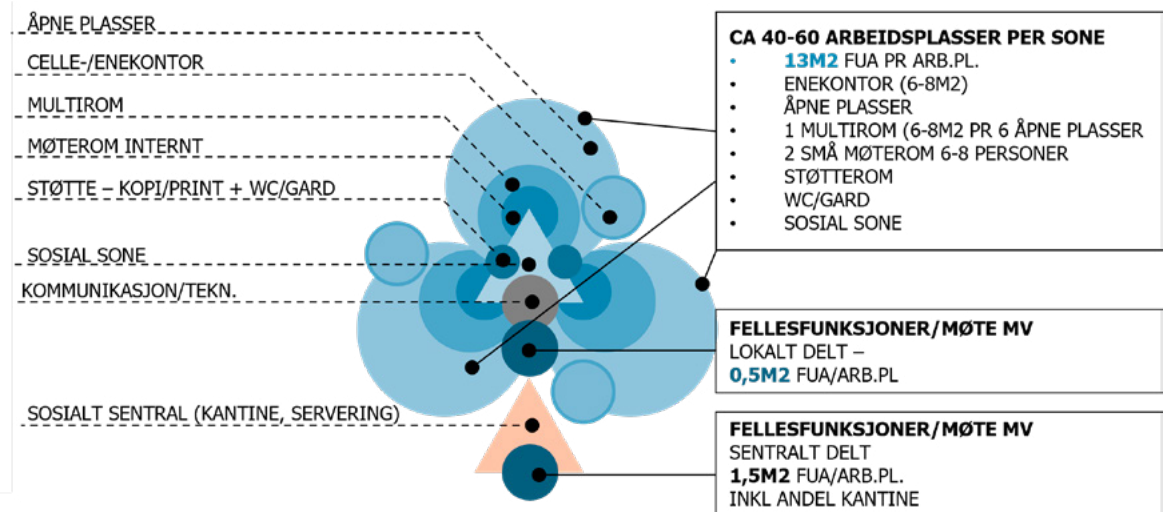 ÅPNE PLASSER
CELLE-/ENEKONTOR
MULTIROM
MØTEROM INTERNT
STØTTE – KOPI/PRINT + WC/GARD
SOSIAL SONE
KOMMUNIKASJON/TEKN.
SOSIALT SENTRAL (KANTINE, SERVERING)
CA 40-60 ARBEIDSPLASSER PER SONE
• 13M2 FUA PR ARB.PL.
• ENEKONTOR (6-8M2)
• ÅPNE PLASSER
• 1 MULTIROM (6-8M2 PR 6 ÅPNE PLASSER
• 2 SMÅ MØTEROM 6-8 PERSONER
• STØTTEROM
• WC/GARD
• SOSIAL SONE
FELLESFUNKSJONER/MØTE MV
LOKALT DELT –
0,5M2 FUA/ARB.PL
FELLESFUNKSJONER/MØTE MV
SENTRALT DELT
1,5M2 FUA/ARB.PL.
INKL ANDEL KANTINE